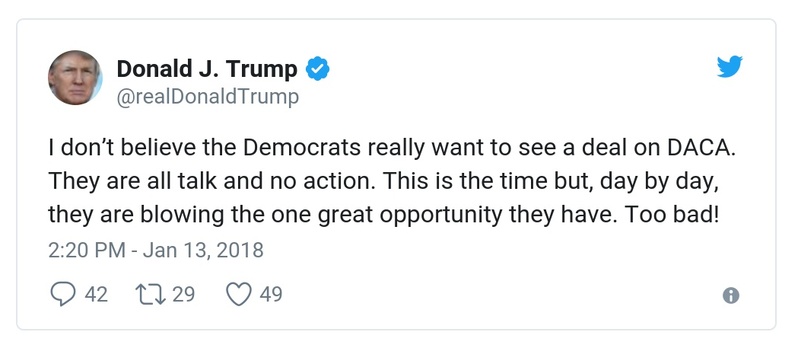 Donald J. Trump
@realDonaldTrump
I don’t believe the Democrats really want to see a deal on DACA.
They are all talk and no action. This is the time but, day by day,
they are blowing the one great opportunity they have. Too bad!
2:20 PM - Jan 13, 2018
42 29 49